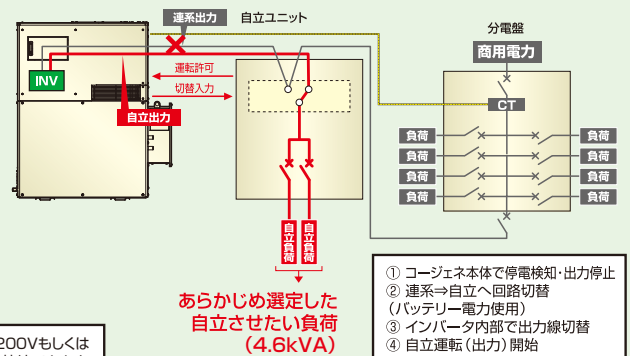 連系出力
自立ユニット
分電盤
商用電力
INV
運転許可
切替入力
自立出力
CT
負荷 負荷
負荷 負荷
負荷 負荷
負荷 負荷
自立負荷
自立負荷
あらかじめ選定した
自立させたい負荷
(4.6kVA)
200Vもしくは
① コージェネ本体で停電検知・出力停止
② 連系⇒自立へ回路切替
(バッテリー電力使用)
③ インバータ内部で出力線切替
④ 自立運転(出力)開始